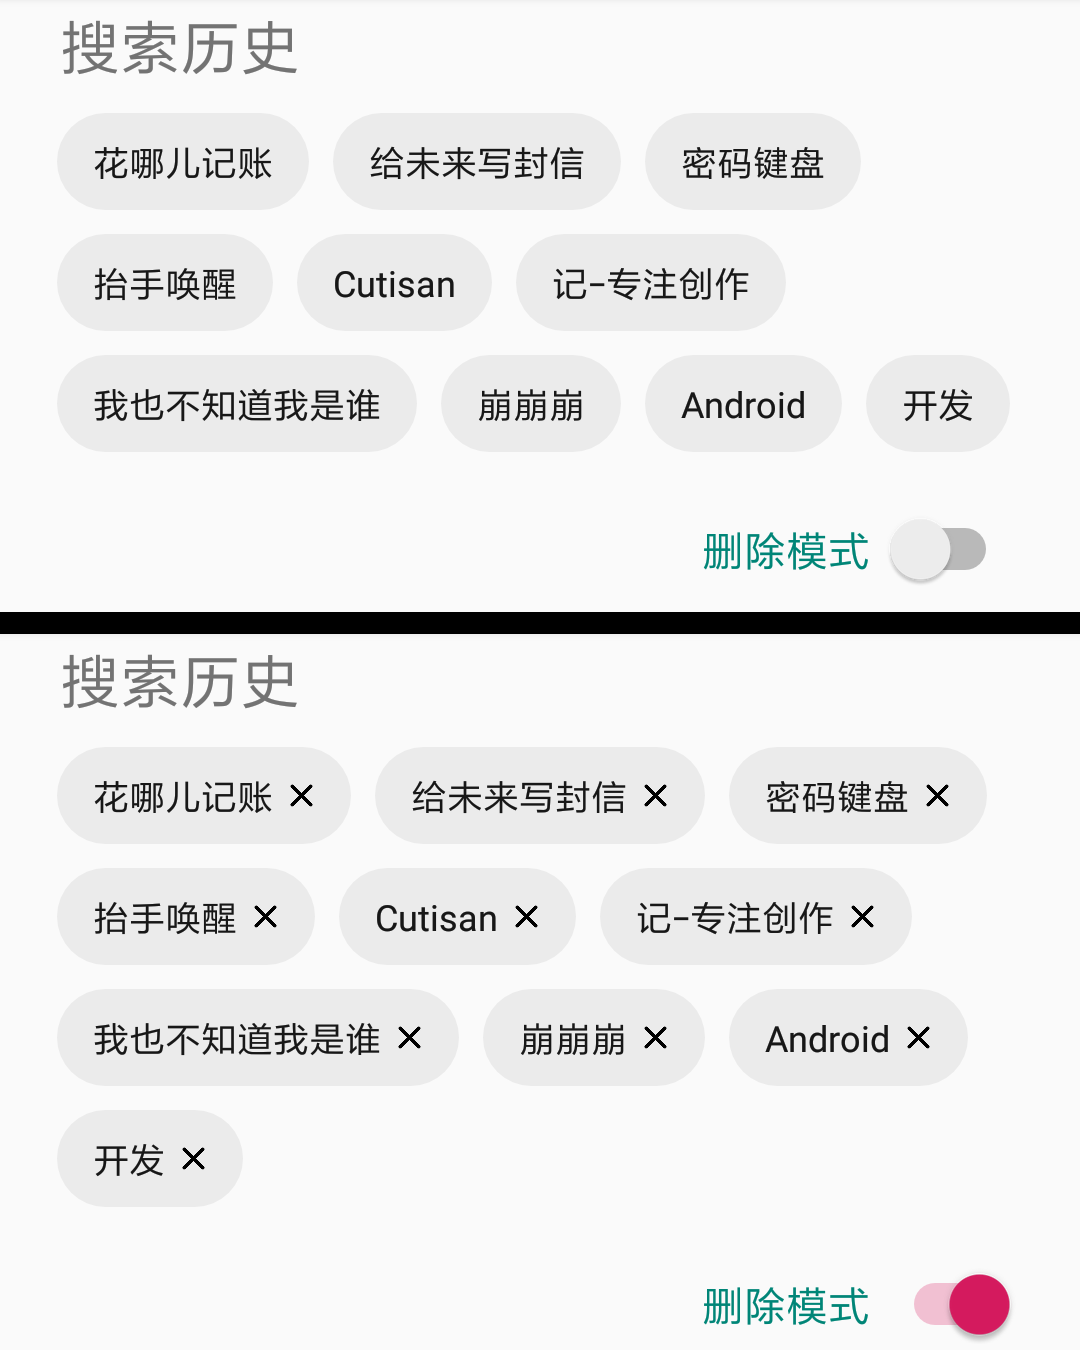 搜索历史
花哪儿记账 给未来写封信 密码键盘
抬手唤醒 Cutisan 记-专注创作
我也不知道我是谁 崩崩崩 Android 开发
删除模式
搜索历史
花哪儿记账 给未来写封信 密码键盘
抬手唤醒 Cutisan 记-专注创作
我也不知道我是谁 崩崩崩 Android
开发
删除模式